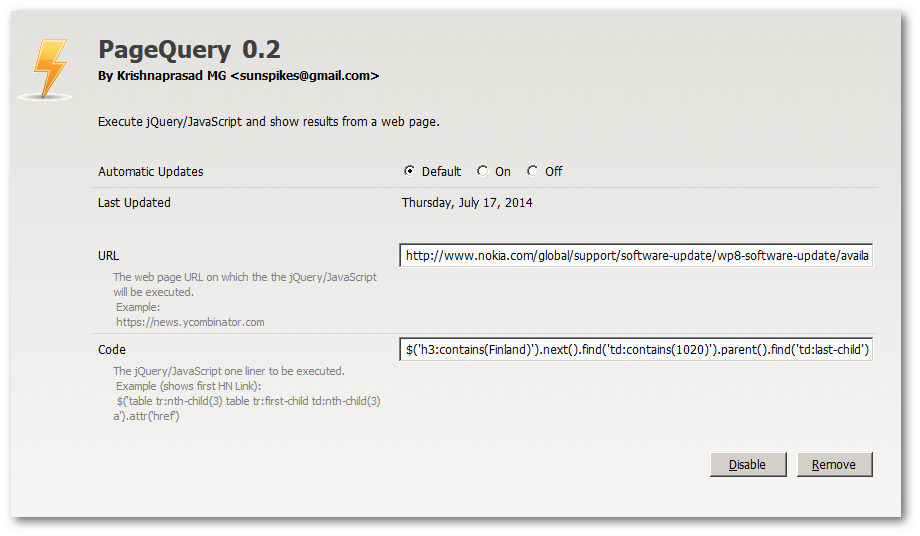 PageQuery 0.2
By Krishnaprasad MG <sunspikes@gmail.com>
Execute jQuery/JavaScript and show results from a web page.
Automatic Updates Default On Off
Last Updated Thursday, July 17, 2014
URL http://www.nokia.com/global/support/software-update/wp8-software-update/availa
The web page URL on which the the jQuery/JavaScript
will be executed.
Example:
https://news.ycombinator.com
Code $('h3:contains(Finland)').next().find('td:contains(1020)').parent().find('td:last-child')
The jQuery/JavaScript one liner to be executed.
Example (shows first HN Link):
$('table tr:nth-child(3) table tr:first-child td:nth-child(3)
a').attr('href')
Disable Remove